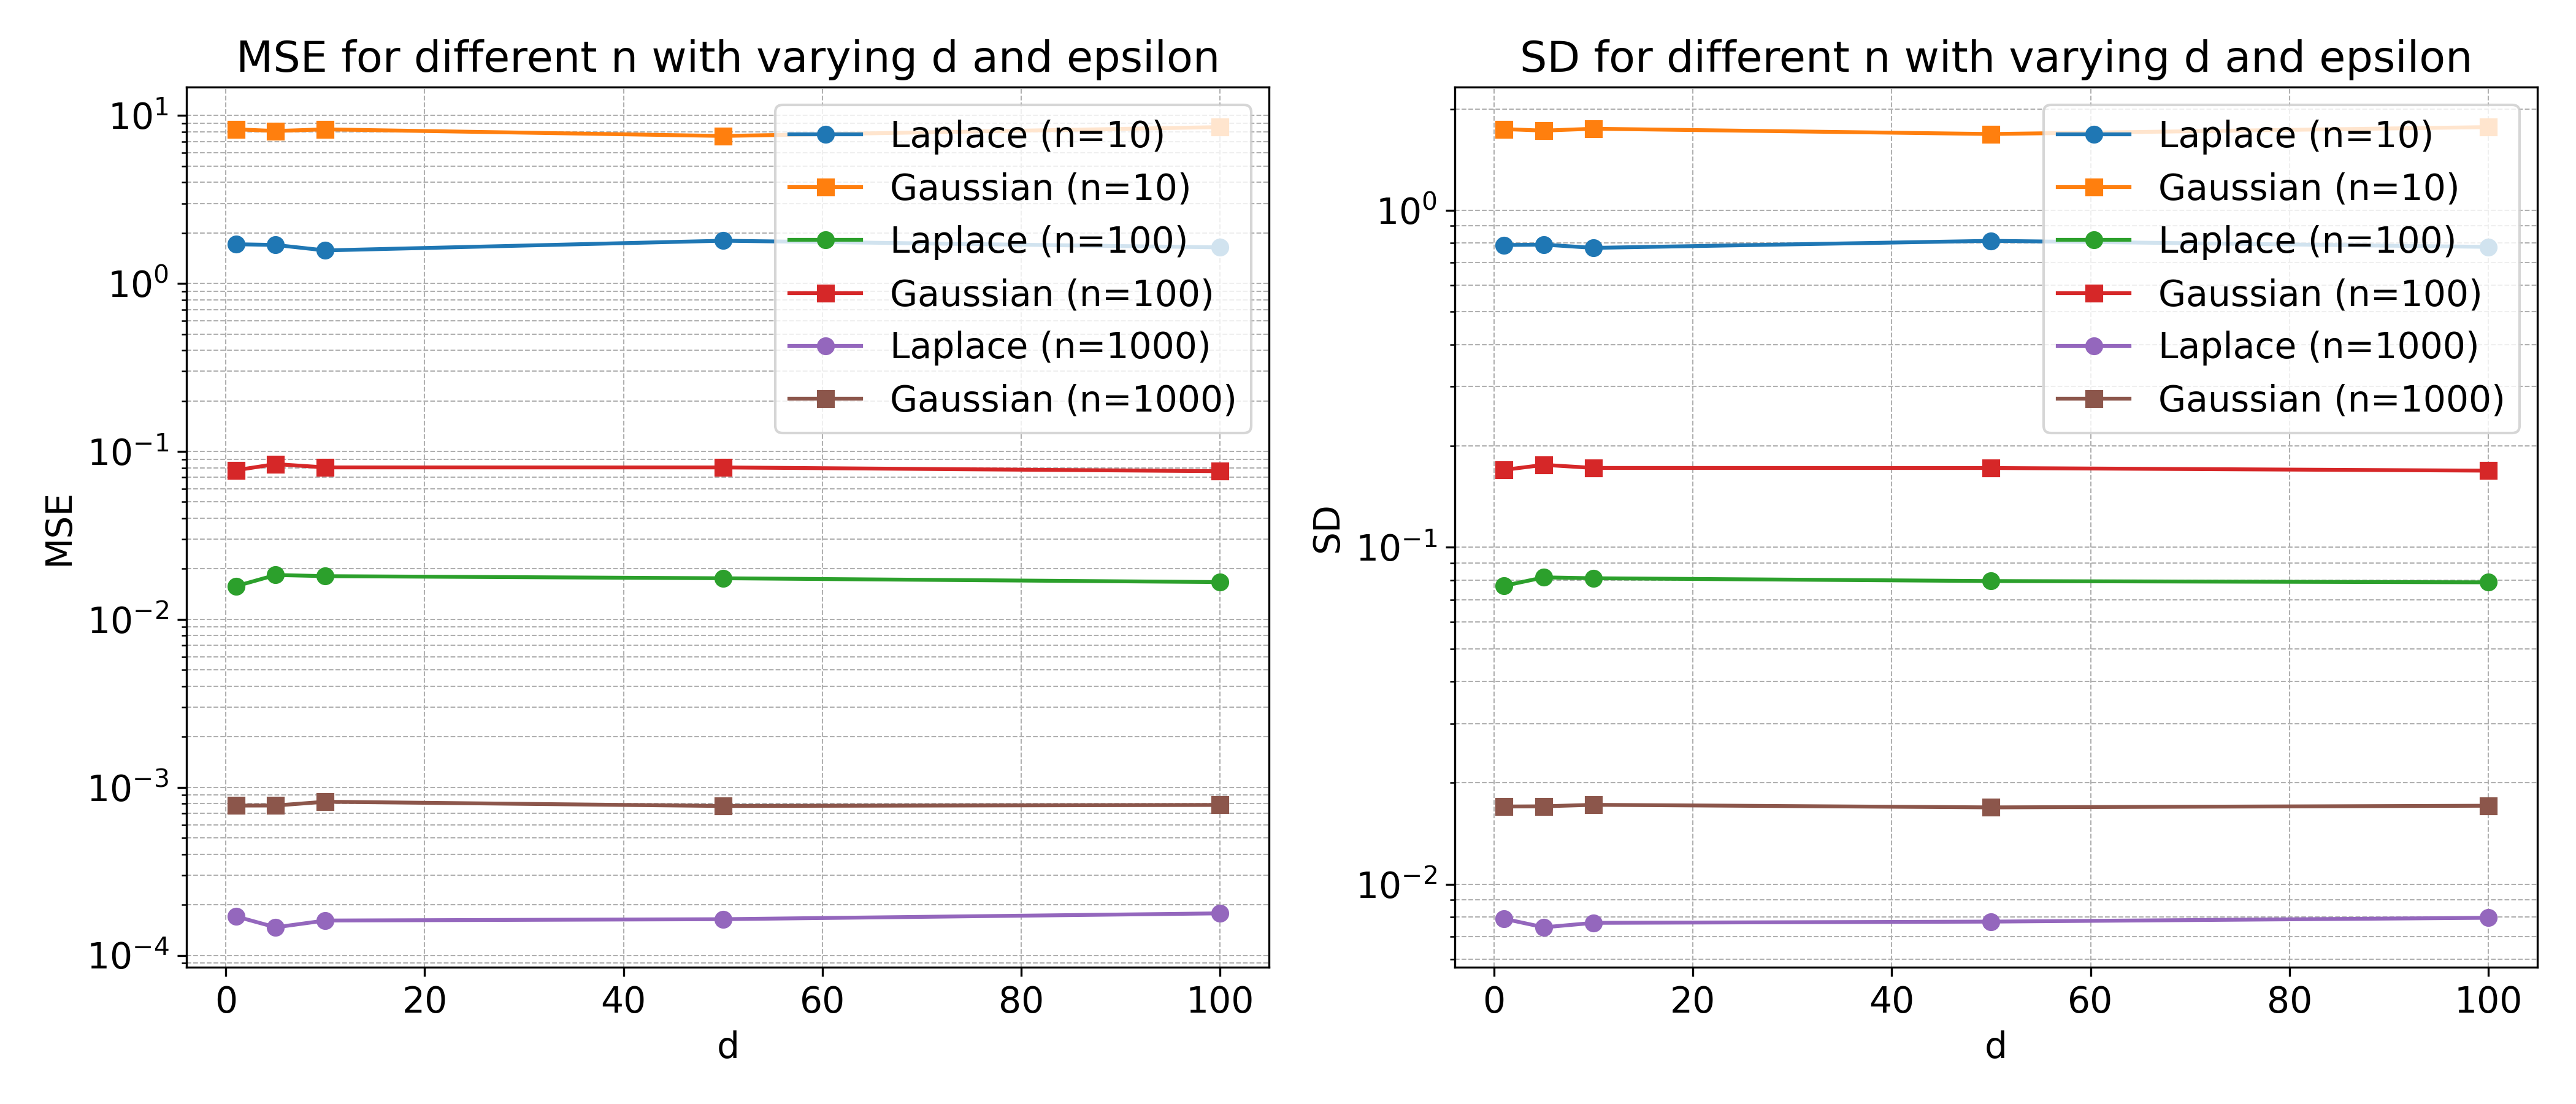 MSE for different n with varying d and epsilon
10^1
10^0
10^-1
10^-2
10^-3
10^-4
MSE
0 20 40 60 80 100
d
Laplace (n=10)
Gaussian (n=10)
Laplace (n=100)
Gaussian (n=100)
Laplace (n=1000)
Gaussian (n=1000)
SD for different n with varying d and epsilon
10^0
10^-1
10^-2
SD
0 20 40 60 80 100
d
Laplace (n=10)
Gaussian (n=10)
Laplace (n=100)
Gaussian (n=100)
Laplace (n=1000)
Gaussian (n=1000)